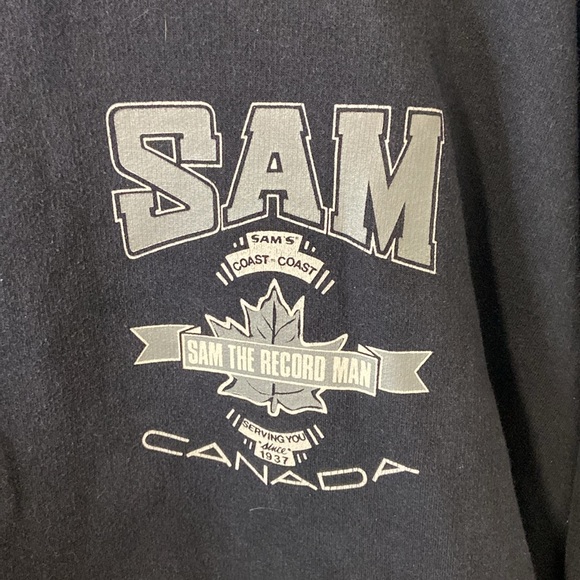 SAM
SAM'S
COAST TO COAST
SAM THE RECORD MAN
SERVING YOU
since
1937
CANADA